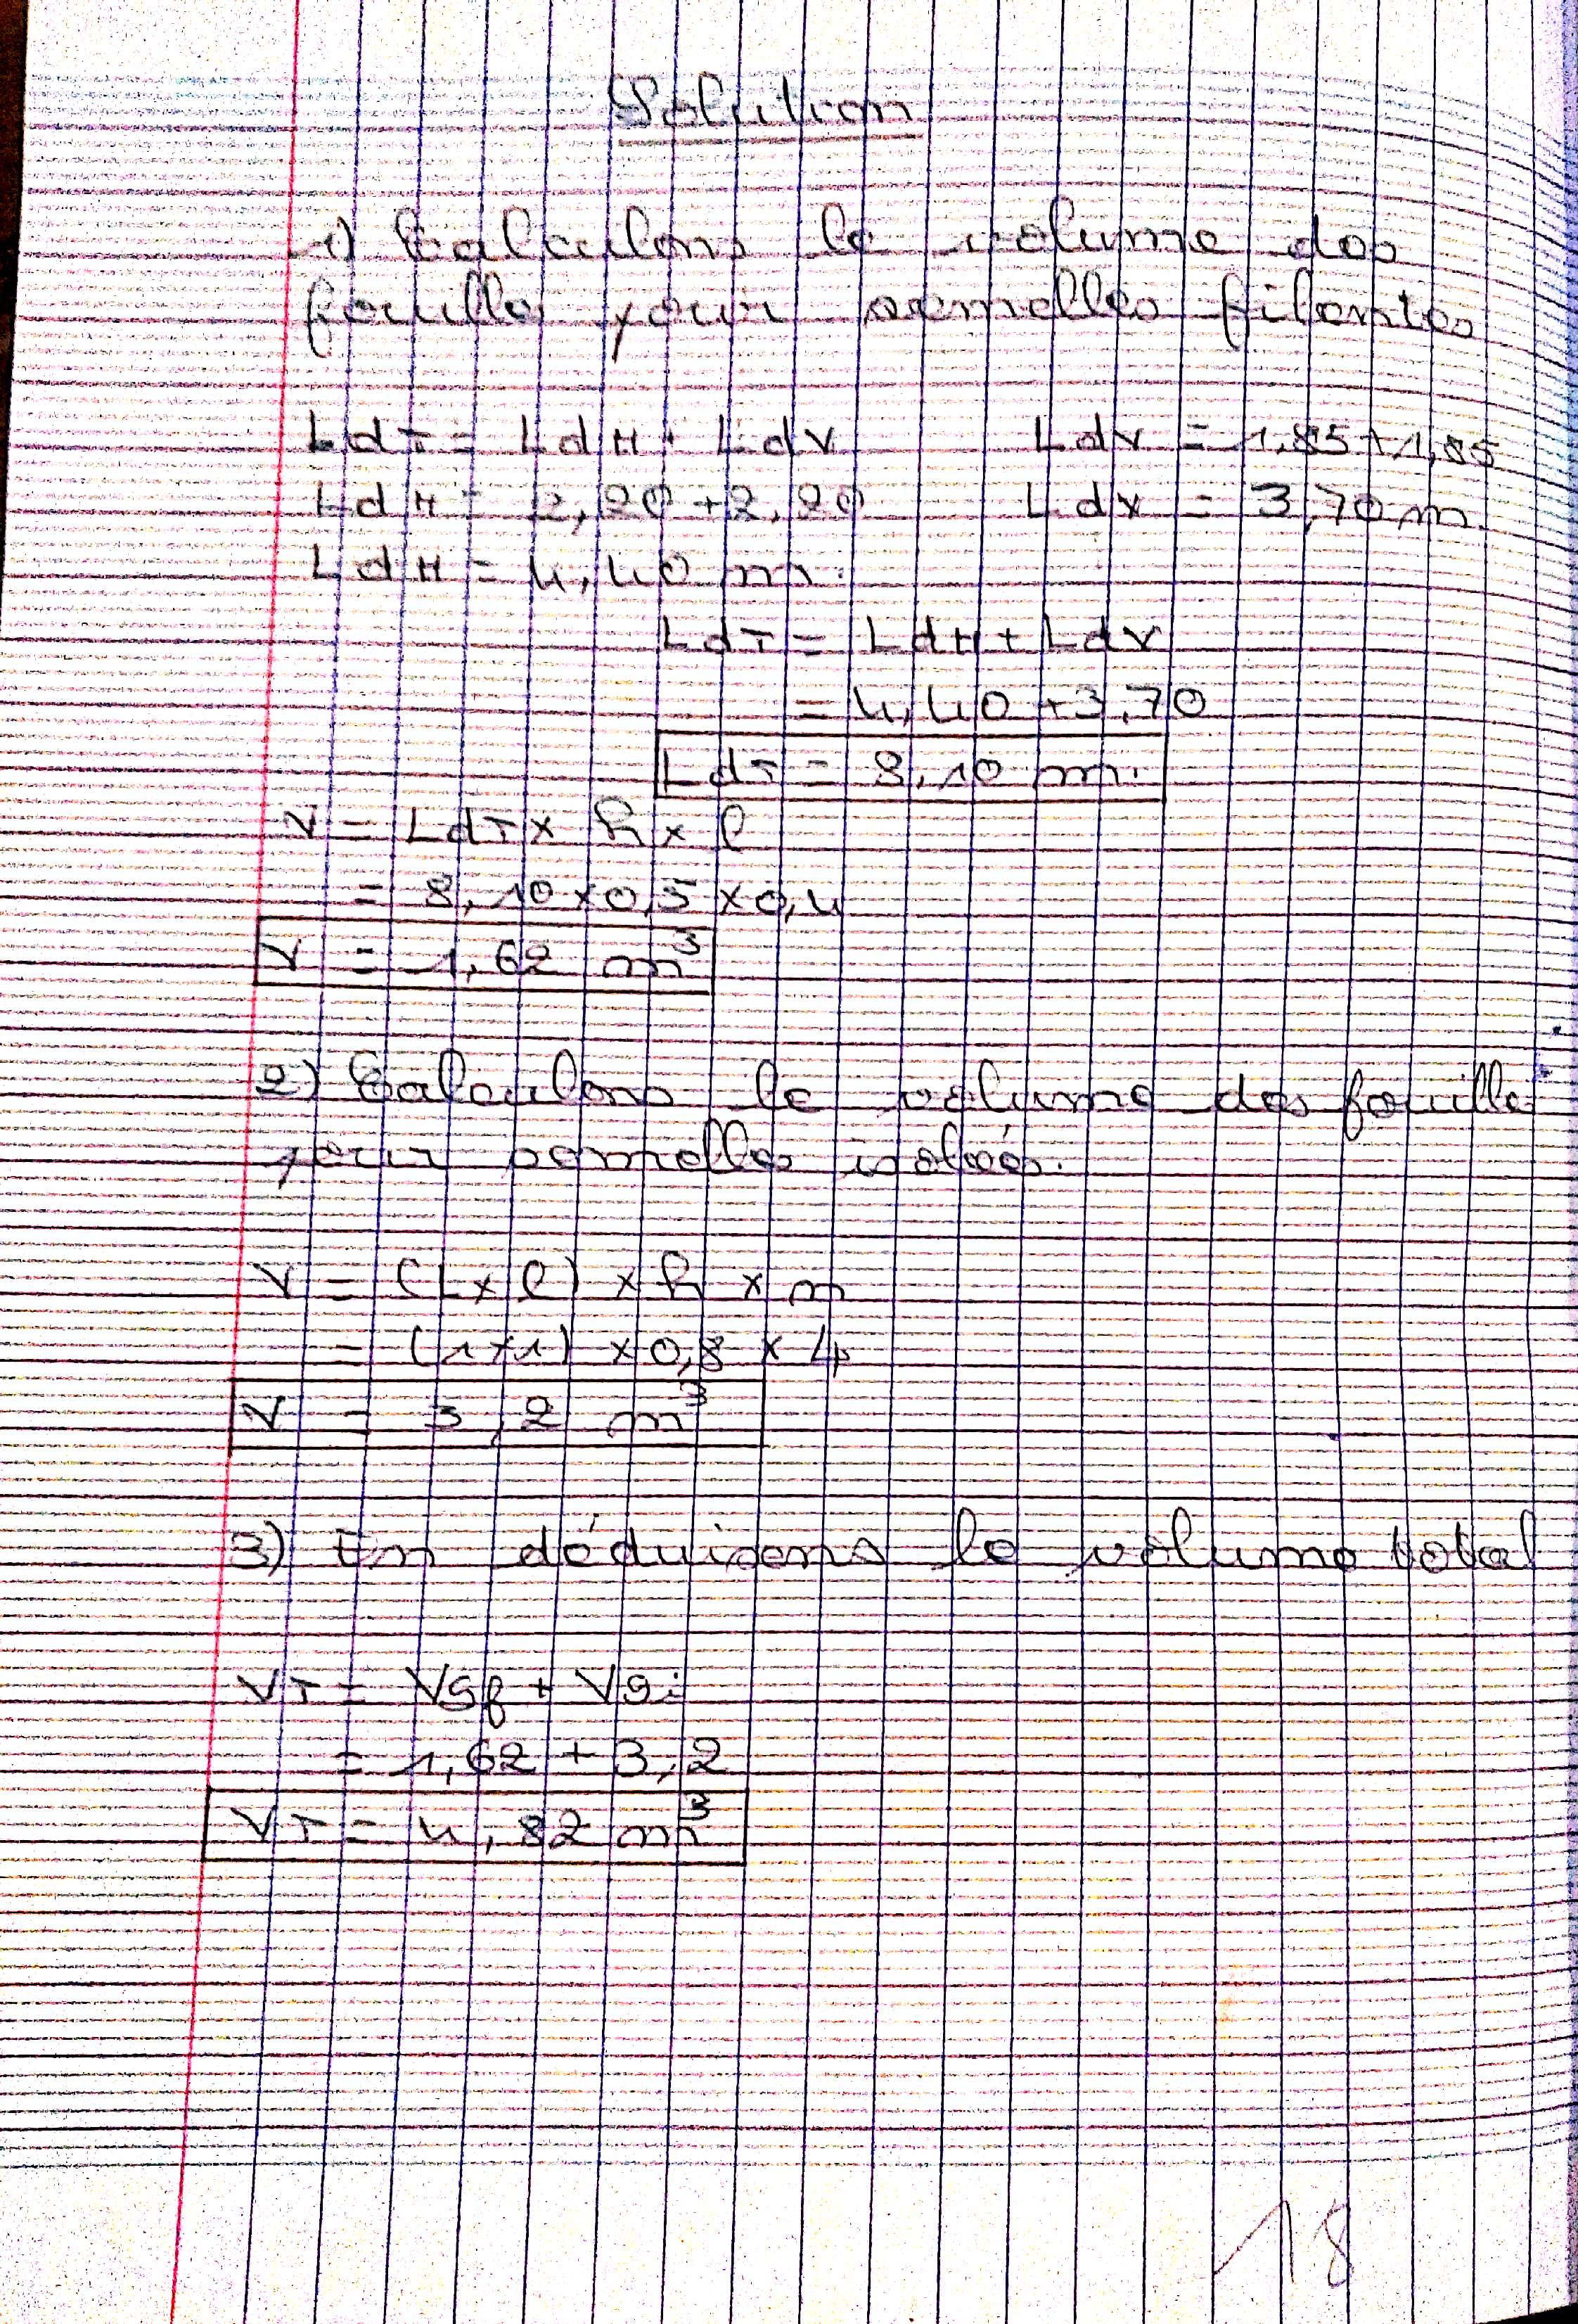 Solution
1) Calculons le volume des
fouilles pour semelles filantes
LdT = LdH + LdV LdV = 1,85+1,85
LdH = 2,20+2,20 LdV = 3,70 m.
LdH = 4,40 m.
LdT = LdH + LdV
= 4,40 +3,70
LdT = 8,10 m.
V = LdT x h x l
= 8,10 x 0,5 x 0,4
V = 1,62 m³
2) Calculons le volume des fouilles
pour semelles isolées.
V = (L x l) x h x n
= (1x1) x 0,8 x 4
V = 3,2 m³
3) En déduisons le volume total
VT = VSf + VSi
= 1,62 + 3,2
VT = 4,82 m³
18